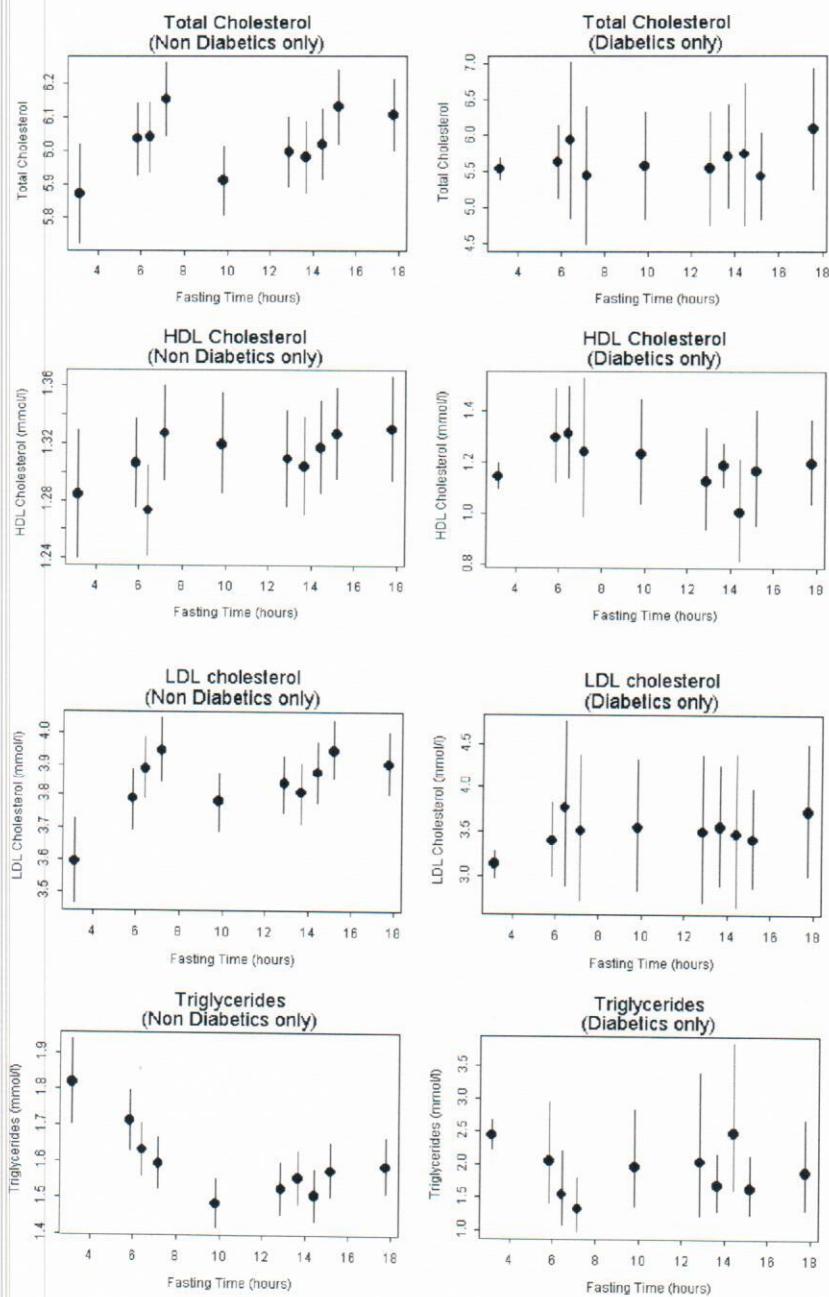 Total Cholesterol
(Non Diabetics only)
Total Cholesterol
5.8 5.9 6.0 6.1 6.2
4 6 8 10 12 14 16 18
Fasting Time (hours)
Total Cholesterol
(Diabetics only)
Total Cholesterol
4.5 5.0 5.5 6.0 6.5 7.0
4 6 8 10 12 14 16 18
Fasting Time (hours)
HDL Cholesterol
(Non Diabetics only)
HDL Cholesterol (mmol/l)
1.24 1.28 1.32 1.36
4 6 8 10 12 14 16 18
Fasting Time (hours)
HDL Cholesterol
(Diabetics only)
HDL Cholesterol (mmol/l)
0.8 1.0 1.2 1.4
4 6 8 10 12 14 16 18
Fasting Time (hours)
LDL cholesterol
(Non Diabetics only)
LDL Cholesterol (mmol/l)
3.5 3.6 3.7 3.8 3.9 4.0
4 6 8 10 12 14 16 18
Fasting Time (hours)
LDL cholesterol
(Diabetics only)
LDL Cholesterol (mmol/l)
3.0 3.5 4.0 4.5
4 6 8 10 12 14 16 18
Fasting Time (hours)
Triglycerides
(Non Diabetics only)
Triglycerides (mmol/l)
1.4 1.5 1.6 1.7 1.8 1.9
4 6 8 10 12 14 16 18
Fasting Time (hours)
Triglycerides
(Diabetics only)
Triglycerides (mmol/l)
1.0 1.5 2.0 2.5 3.0 3.5
4 6 8 10 12 14 16 18
Fasting Time (hours)